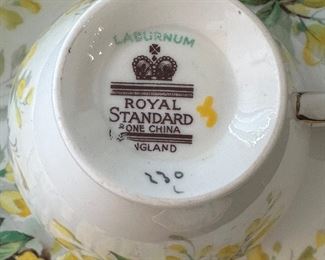 LABURNUM
ROYAL
STANDARD
ONE CHINA
NGLAND